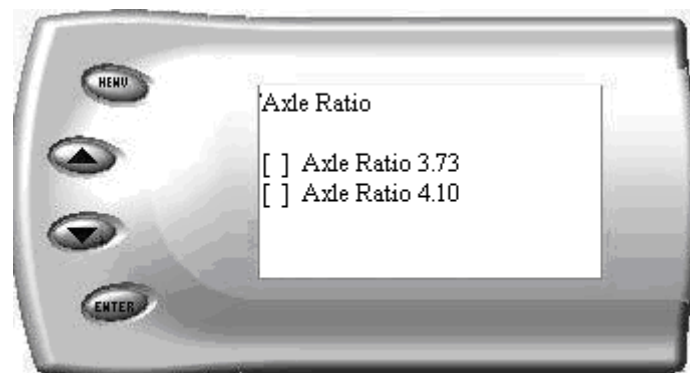 MENU
'Axle Ratio
[ ] Axle Ratio 3.73
[ ] Axle Ratio 4.10
ENTER